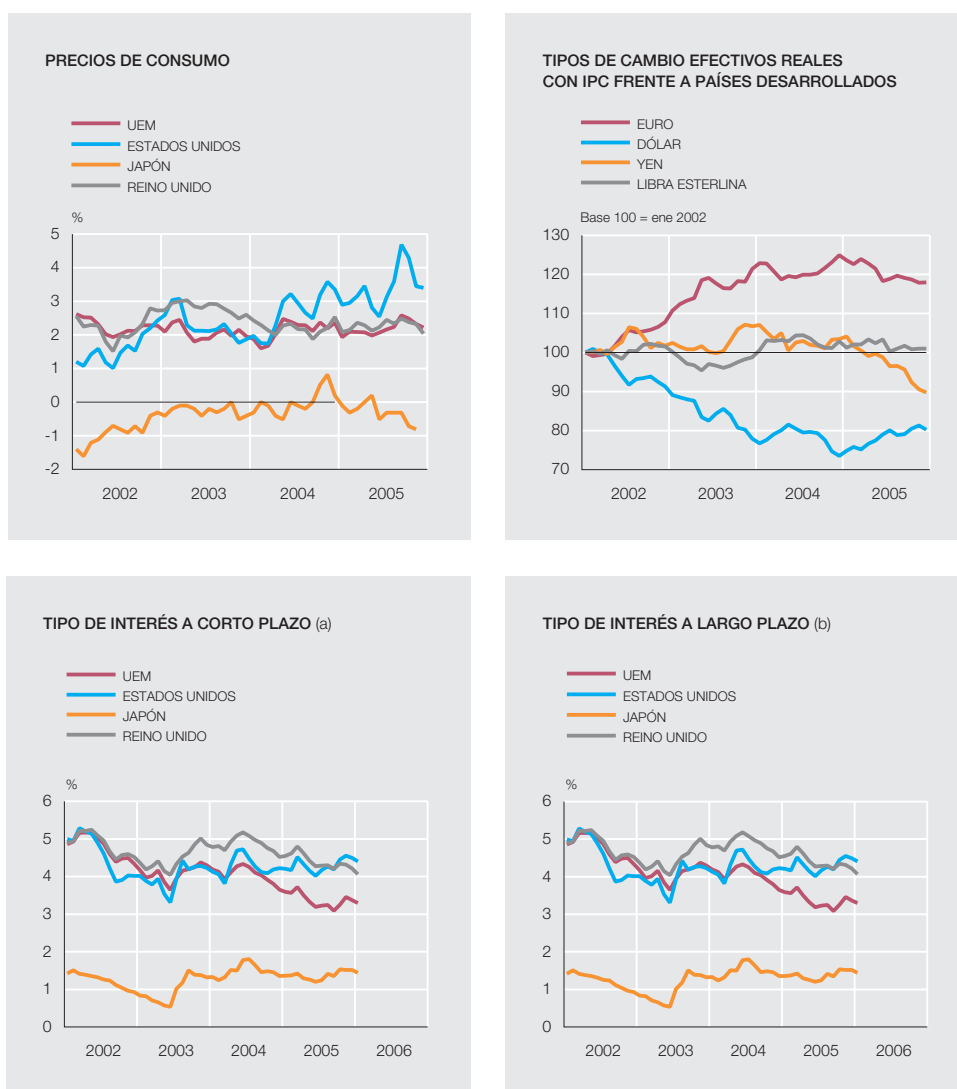 PRECIOS DE CONSUMO
UEM
ESTADOS UNIDOS
JAPÓN
REINO UNIDO
%
5
4
3
2
1
0
-1
-2
2002 2003 2004 2005
TIPOS DE CAMBIO EFECTIVOS REALES
CON IPC FRENTE A PAÍSES DESARROLLADOS
EURO
DÓLAR
YEN
LIBRA ESTERLINA
Base 100 = ene 2002
130
120
110
100
90
80
70
2002 2003 2004 2005
TIPO DE INTERÉS A CORTO PLAZO (a)
UEM
ESTADOS UNIDOS
JAPÓN
REINO UNIDO
%
6
5
4
3
2
1
0
2002 2003 2004 2005 2006
TIPO DE INTERÉS A LARGO PLAZO (b)
UEM
ESTADOS UNIDOS
JAPÓN
REINO UNIDO
%
6
5
4
3
2
1
0
2002 2003 2004 2005 2006